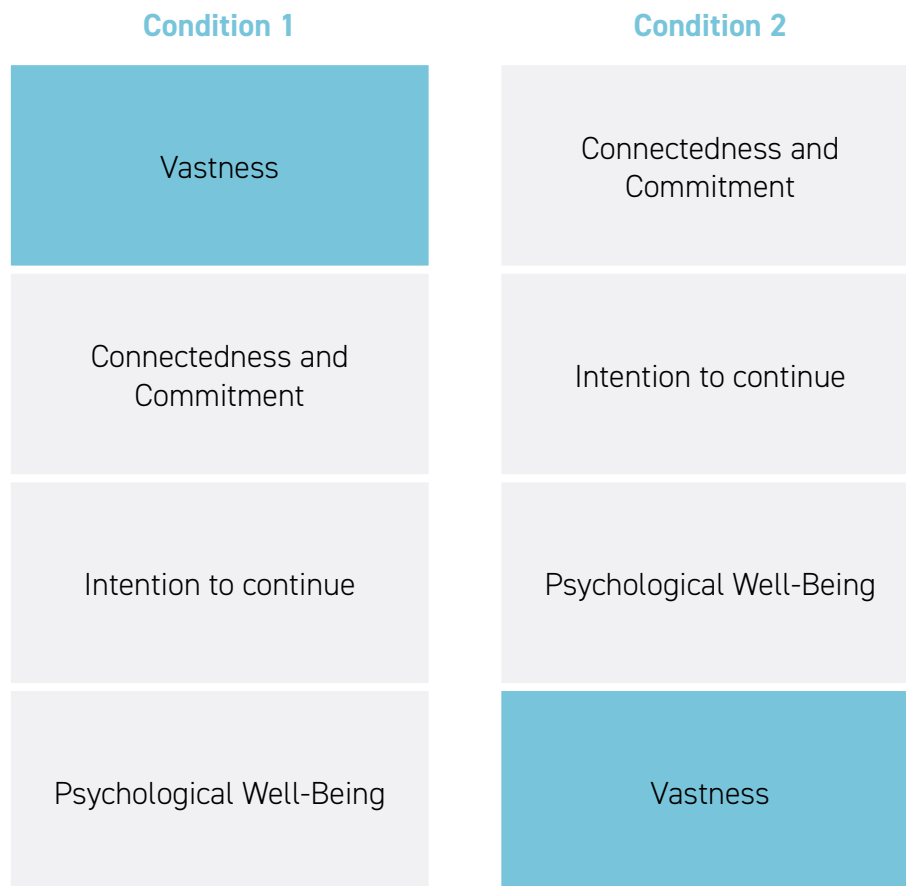 Condition 1
Vastness
Connectedness and
Commitment
Intention to continue
Psychological Well-Being
Condition 2
Connectedness and
Commitment
Intention to continue
Psychological Well-Being
Vastness